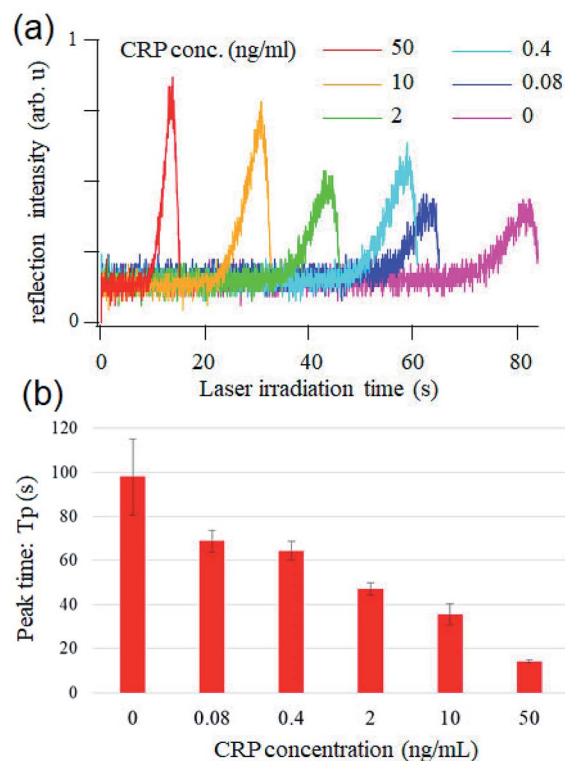 (a)
1
CRP conc. (ng/ml)
50
10
2
0.4
0.08
0
reflection intensity (arb. u)
0
0 20 40 60 80
Laser irradiation time (s)
(b)
120
100
80
60
40
20
0
Peak time: Tp (s)
0 0.08 0.4 2 10 50
CRP concentration (ng/mL)